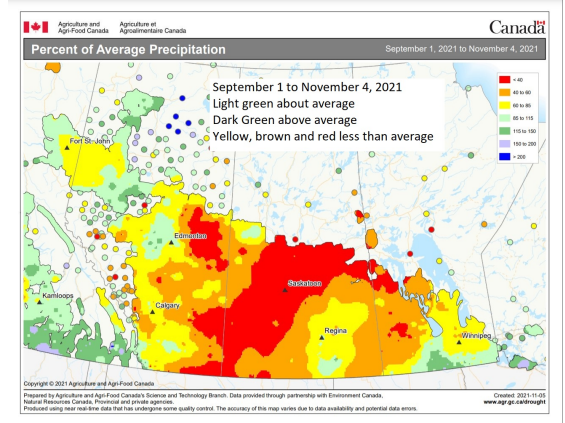 Agriculture and
Agri-Food Canada
Agriculture et
Agroalimentaire Canada
Canada
Percent of Average Precipitation
September 1, 2021 to November 4, 2021
September 1 to November 4, 2021
Light green about average
Dark Green above average
Yellow, brown and red less than average
< 40
40 to 60
60 to 85
85 to 115
115 to 150
150 to 200
> 200
Fort St-John
Edmonton
Saskatoon
Kamloops
Calgary
Regina
Winnipeg
Copyright © 2021 Agriculture and Agri-Food Canada
Prepared by Agriculture and Agri-Food Canada's Science and Technology Branch. Data provided through partnership with Environment Canada,
Natural Resources Canada, Provincial and private agencies.
Produced using near real-time data that has undergone some quality control. The accuracy of this map varies due to data availability and potential data errors.
Created: 2021-11-05
www.agr.gc.ca/drought